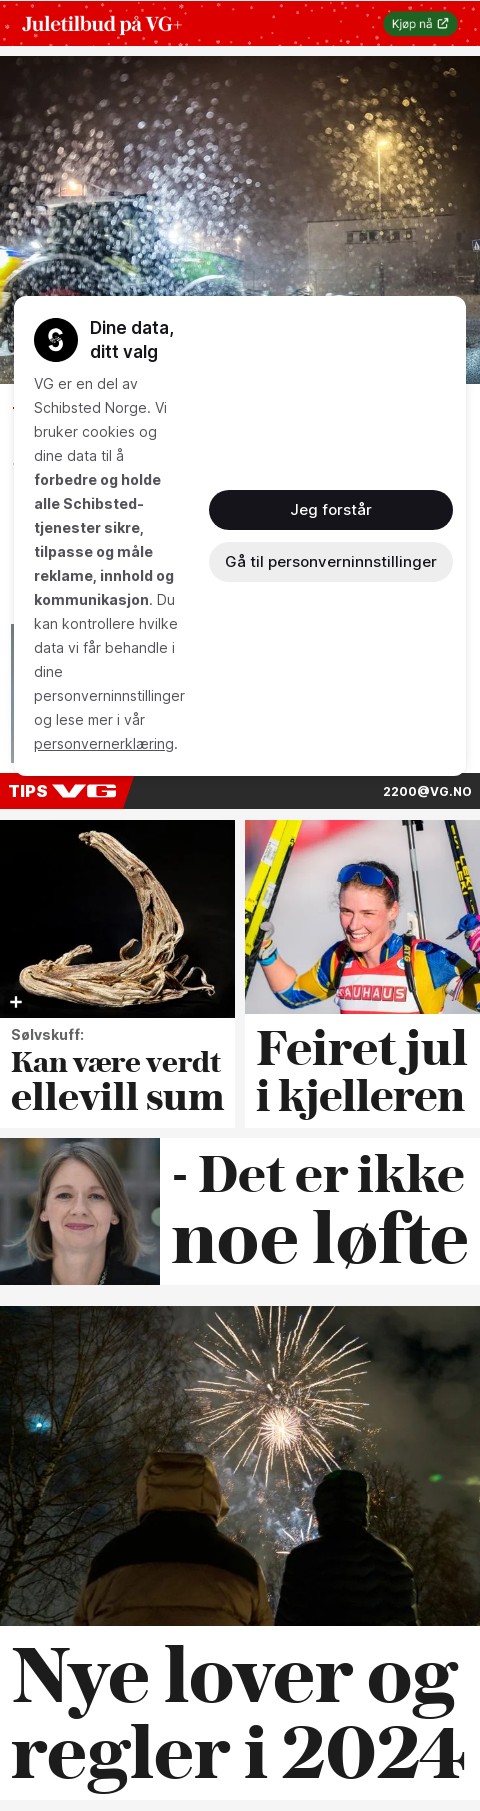 Juletilbud på VG+
Kjøp nå
Dine data,
ditt valg
VG er en del av
Schibsted Norge. Vi
bruker cookies og
dine data til å
forbedre og holde
alle Schibsted-
tjenester sikre,
tilpasse og måle
reklame, innhold og
kommunikasjon. Du
kan kontrollere hvilke
data vi får behandle i
dine
personverninnstillinger
og lese mer i vår
personvernerklæring.
Jeg forstår
Gå til personverninnstillinger
TIPS VG
2200@VG.NO
LEKI
LEKI
ATG
BAUHAUS
Sølvskuff:
Kan være verdt
ellevill sum
Feiret jul
i kjelleren
- Det er ikke
noe løfte
Nye lover og
regler i 2024